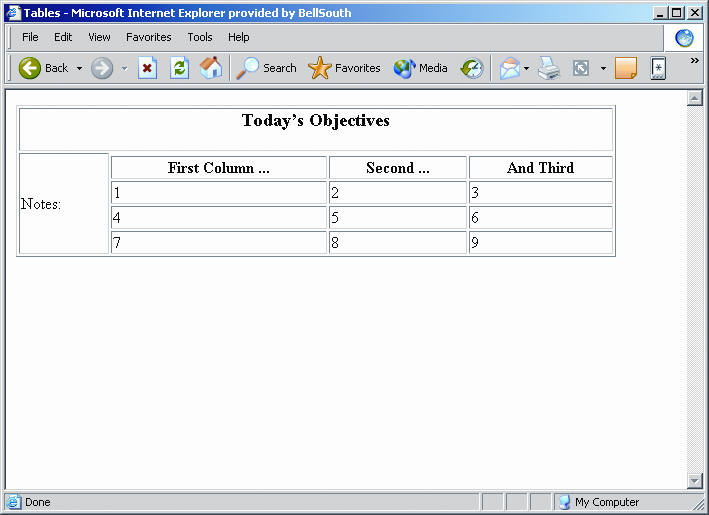 Tables - Microsoft Internet Explorer provided by BellSouth
File Edit View Favorites Tools Help
Back Search Favorites Media »
Today's Objectives
First Column ... Second ... And Third
Notes:
1 2 3
4 5 6
7 8 9
Done My Computer